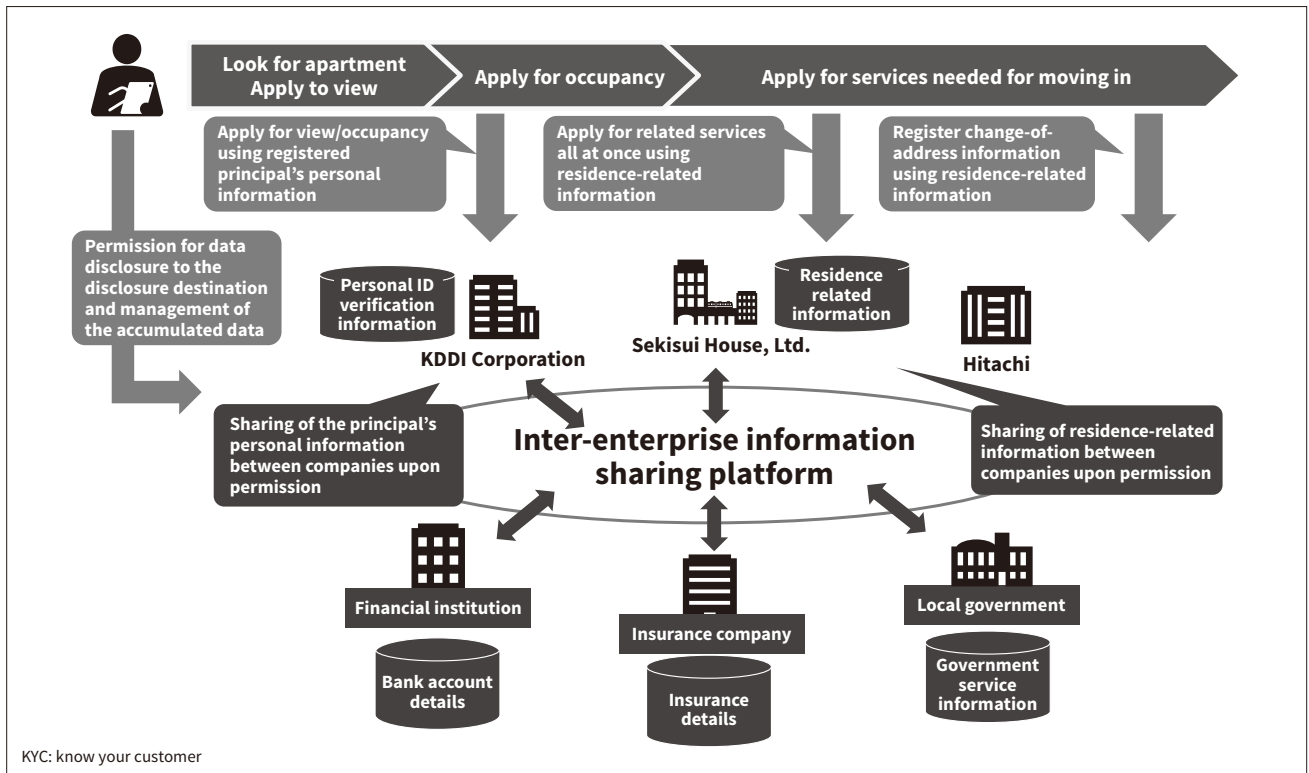 Look for apartment
Apply to view
Apply for occupancy
Apply for services needed for moving in
Apply for view/occupancy
using registered
principal's personal
information
Apply for related services
all at once using
residence-related
information
Register change-of-
address information
using residence-related
information
Permission for data
disclosure to the
disclosure destination
and management of
the accumulated data
Personal ID
verification
information
KDDI Corporation
Sekisui House, Ltd.
Residence
related
information
Hitachi
Sharing of the principal's
personal information
between companies upon
permission
Inter-enterprise information
sharing platform
Sharing of residence-related
information between
companies upon permission
Financial institution
Bank account
details
Insurance company
Insurance
details
Local government
Government
service
information
KYC: know your customer